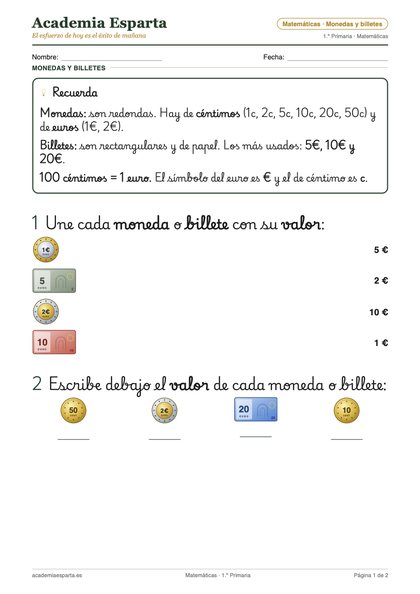 Academia Esparta
El esfuerzo de hoy es el éxito de mañana
Matemáticas · Monedas y billetes
1.º Primaria · Matemáticas
Nombre:
Fecha:
MONEDAS Y BILLETES
Recuerda
Monedas: son redondas. Hay de céntimos (1c, 2c, 5c, 10c, 20c, 50c) y
de euros (1€, 2€).
Billetes: son rectangulares y de papel. Los más usados: 5€, 10€ y
20€.
100 céntimos = 1 euro. El símbolo del euro es € y el de céntimo es c.
1 Une cada moneda o billete con su valor:
1€
5 €
5
EURO
2 €
2€
10 €
10
EURO
1 €
2 Escribe debajo el valor de cada moneda o billete:
50
2€
20
EURO
10
academiaesparta.es
Matemáticas · 1.º Primaria
Página 1 de 2